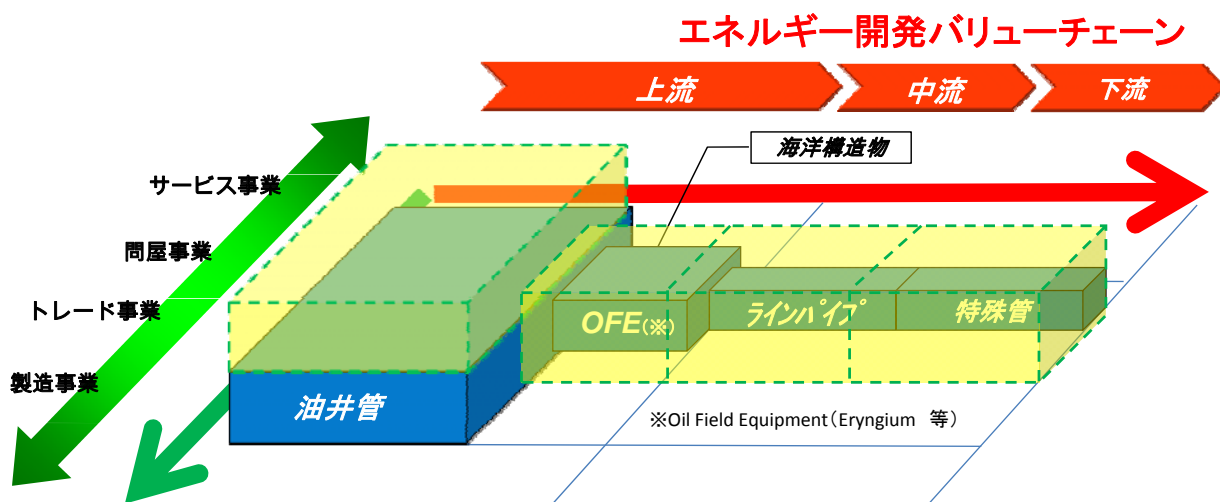 エネルギー開発バリューチェーン
上流
中流
下流
海洋構造物
サービス事業
問屋事業
トレード事業
製造事業
OFE(※)
ラインパイプ
特殊管
油井管
※Oil Field Equipment(Eryngium 等)